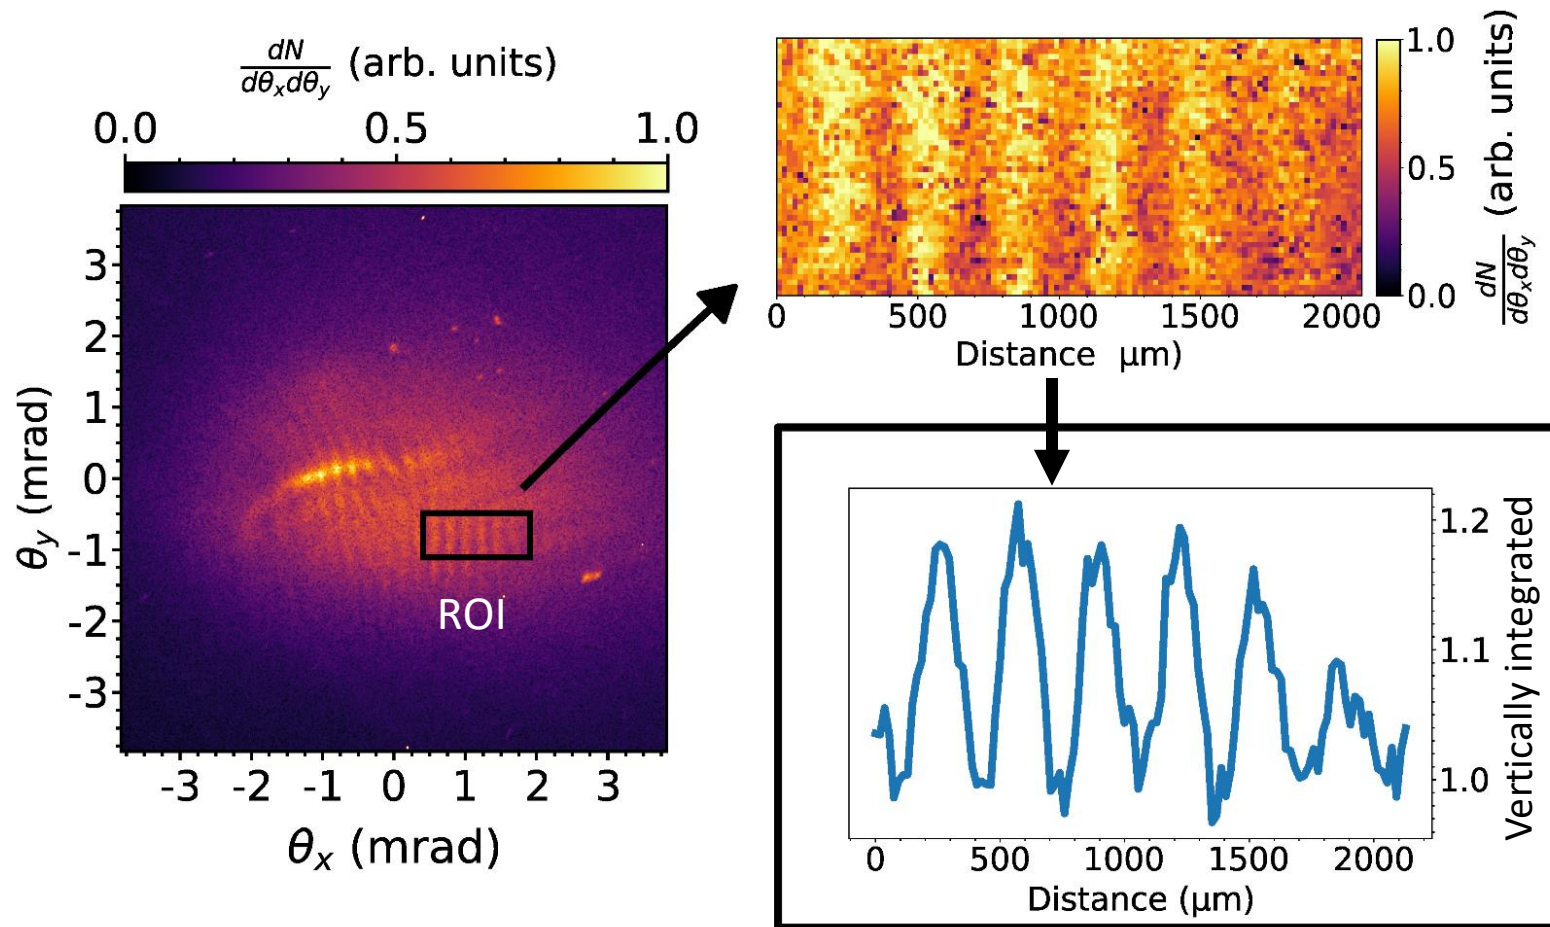 dN/dθxdθy (arb. units)
0.0 0.5 1.0
3
2
1
0
-1
-2
-3
θy (mrad)
ROI
-3 -2 -1 0 1 2 3
θx (mrad)
1.0
0.5
0.0
dN/dθxdθy (arb. units)
0 500 1000 1500 2000
Distance μm)
1.2
1.1
1.0
Vertically integrated
0 500 1000 1500 2000
Distance (μm)